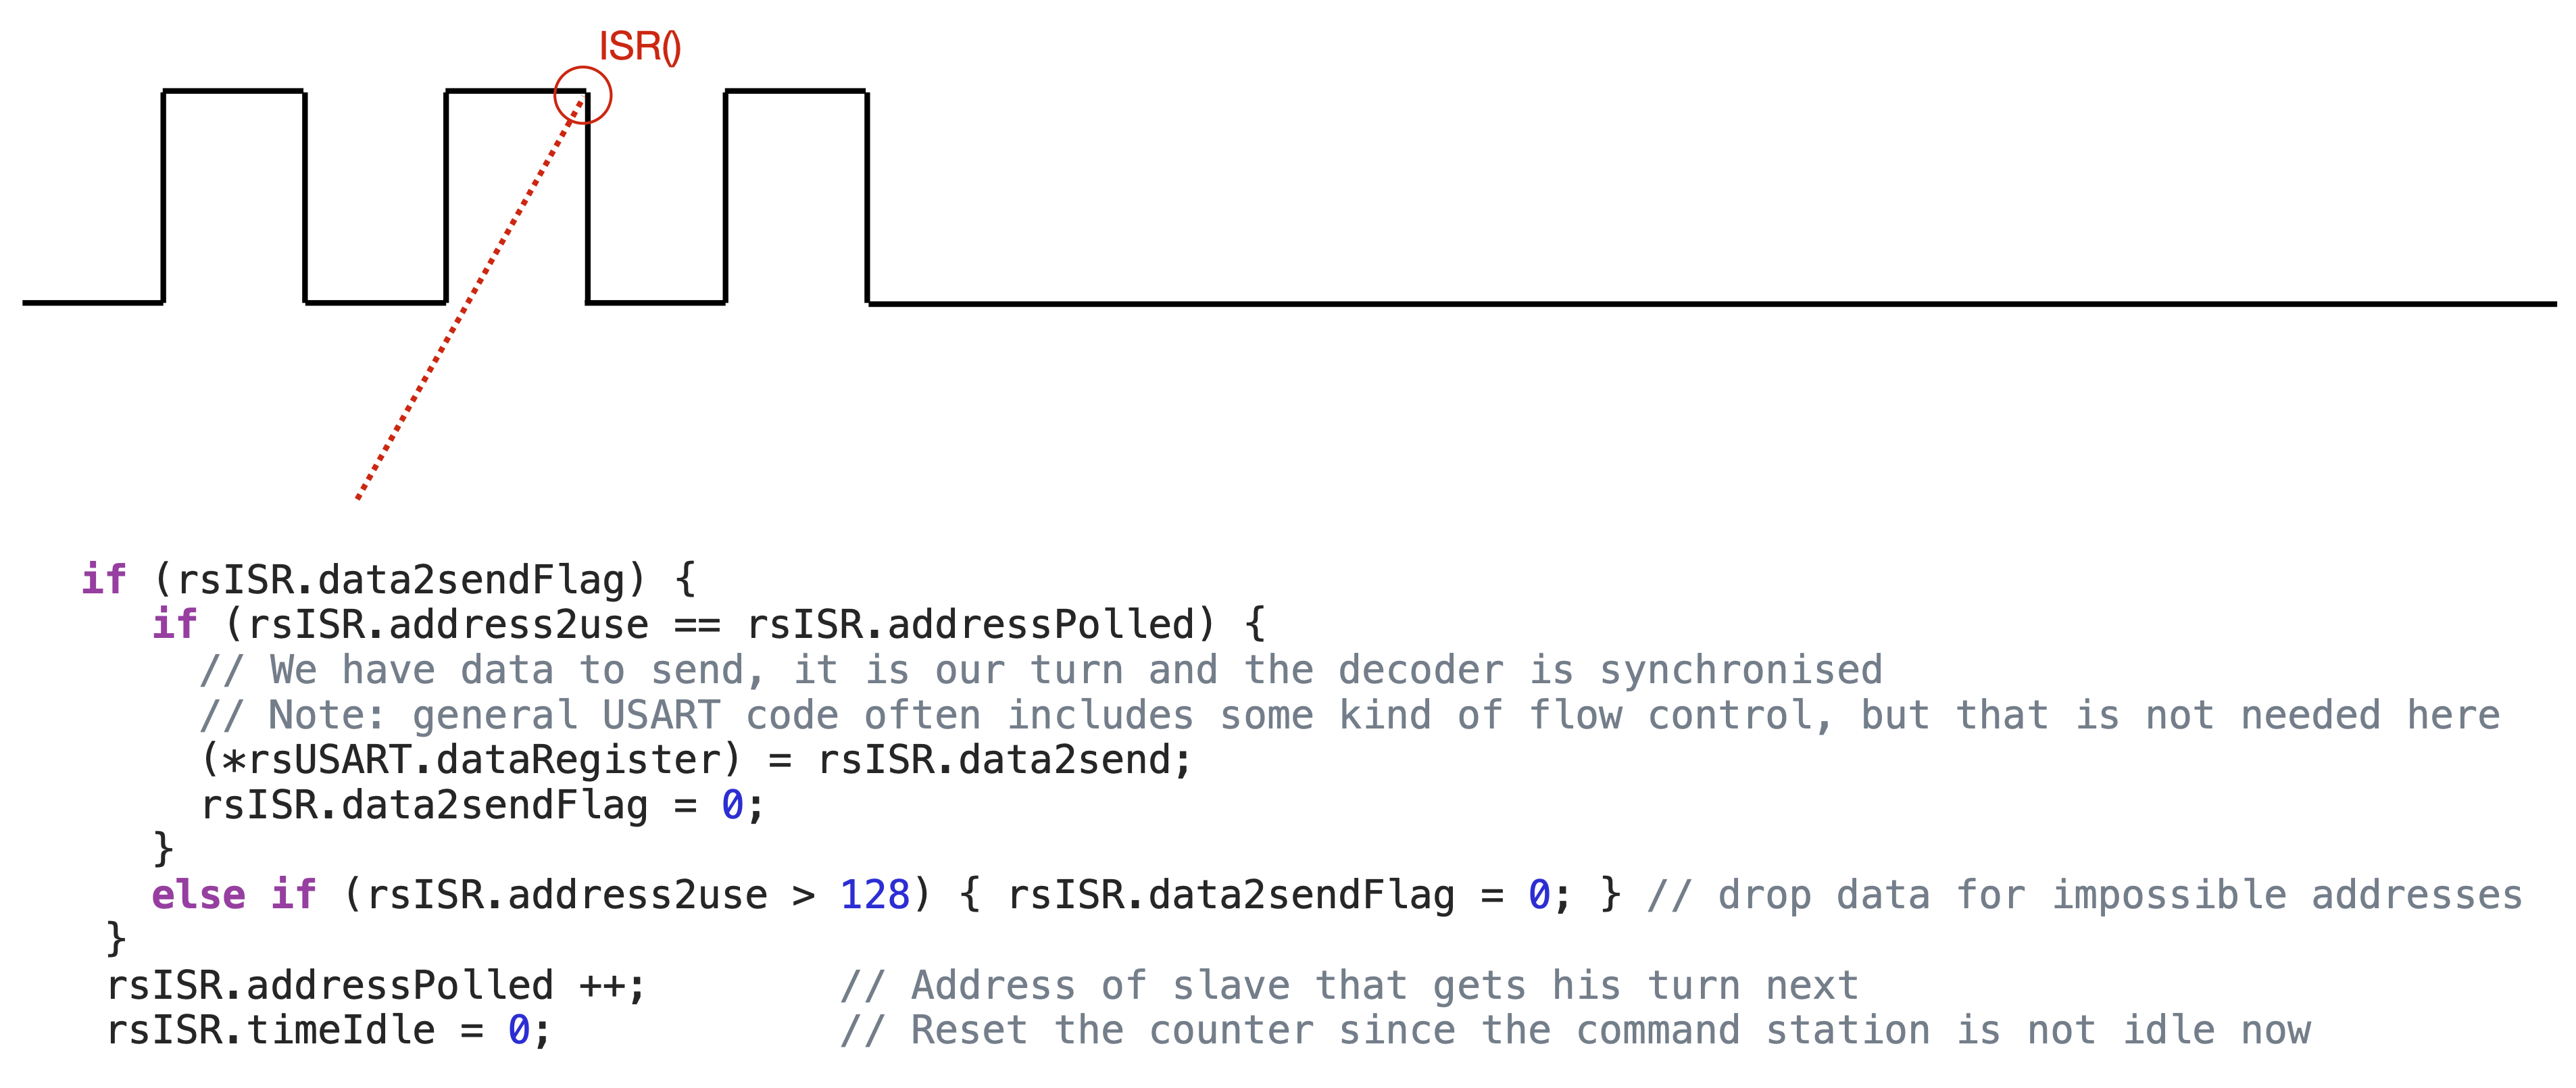 ISR()
if (rsISR.data2sendFlag) {
if (rsISR.address2use == rsISR.addressPolled) {
// We have data to send, it is our turn and the decoder is synchronised
// Note: general USART code often includes some kind of flow control, but that is not needed here
(*rsUSART.dataRegister) = rsISR.data2send;
rsISR.data2sendFlag = 0;
}
else if (rsISR.address2use > 128) { rsISR.data2sendFlag = 0; } // drop data for impossible addresses
}
rsISR.addressPolled ++; // Address of slave that gets his turn next
rsISR.timeIdle = 0; // Reset the counter since the command station is not idle now